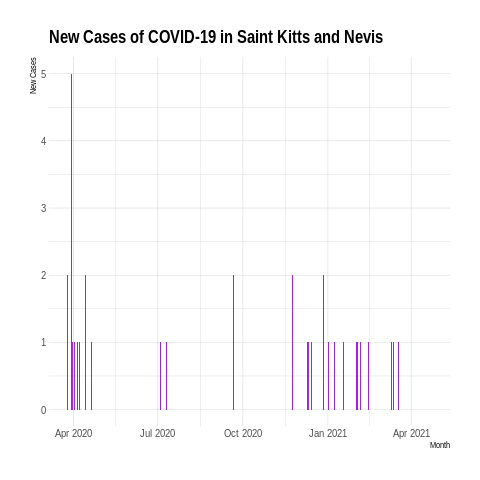 New Cases of COVID-19 in Saint Kitts and Nevis
New Cases
5
4
3
2
1
0
Apr 2020 Jul 2020 Oct 2020 Jan 2021 Apr 2021
Month